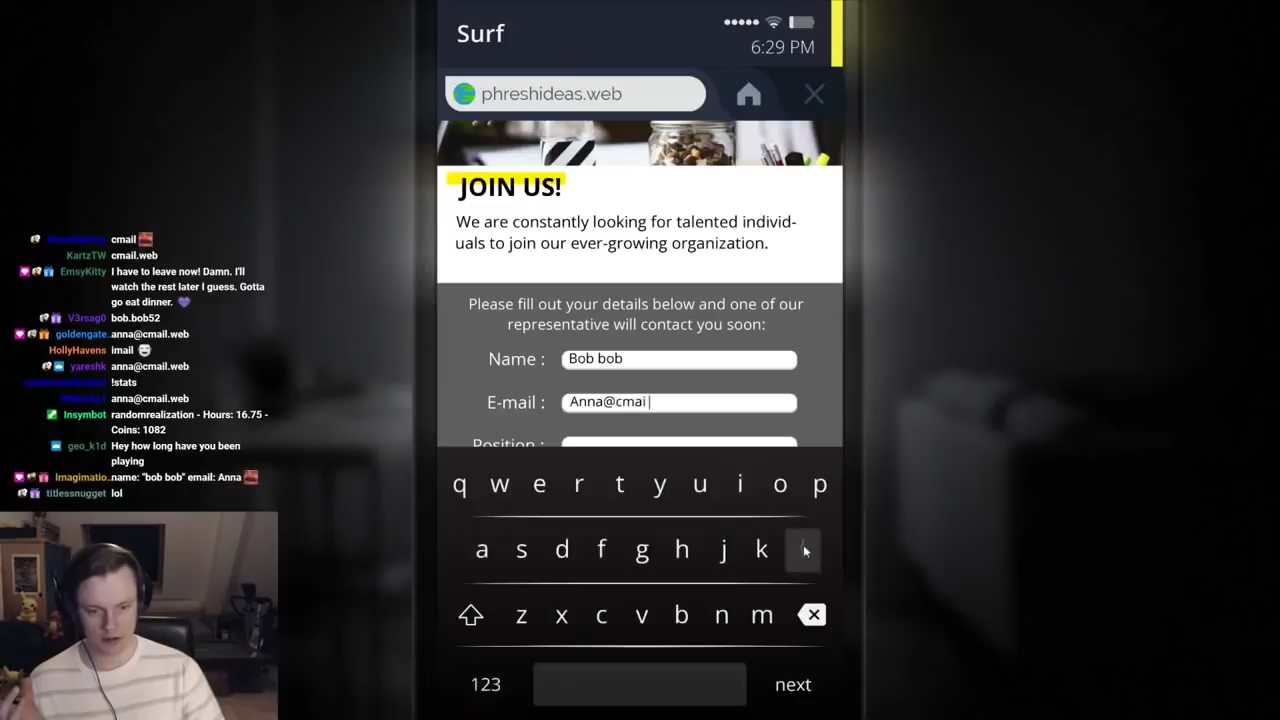 Surf
6:29 PM
phreshideas.web
JOIN US!
We are constantly looking for talented individ-
uals to join our ever-growing organization.
Please fill out your details below and one of our
representative will contact you soon:
Name : Bob bob
E-mail : Anna@cmai
Position :
q w e r t y u i o p
a s d f g h j k
z x c v b n m
123
next
cmail
KartzTW cmail.web
EmsyKitty I have to leave now! Damn. I'll
watch the rest later I guess. Gotta
go eat dinner.
V3rsag0 bob.bob52
goldengate.. anna@cmail.web
HollyHavens imail
yareshk anna@cmail.web
!stats
anna@cmail.web
Insymbot randomrealization - Hours: 16.75 -
Coins: 1082
geo_k1d Hey how long have you been
playing
Imaginatio.. name: "bob bob" email: Anna
titlessnugget lol